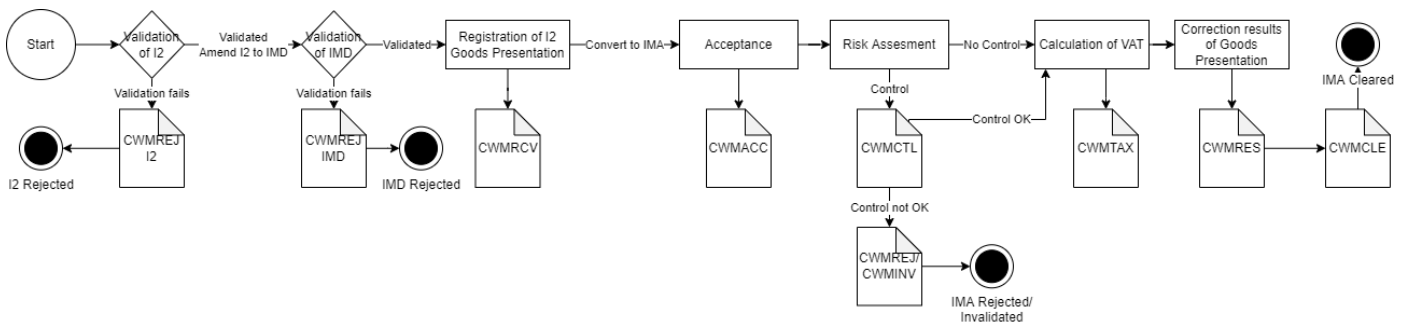 Start
Validation
of I2
Validated
Amend I2 to IMD
Validation
of IMD
Validated
Registration of I2
Goods Presentation
Convert to IMA
Acceptance
Risk Assesment
No Control
Calculation of VAT
Correction results
of Goods
Presentation
IMA Cleared
Validation fails
Validation fails
Control
Control OK
CWMREJ
I2
I2 Rejected
CWMREJ
IMD
IMD Rejected
CWMRCV
CWMACC
CWMCTL
CWMTAX
CWMRES
CWMCLE
Control not OK
CWMREJ/
CWMINV
IMA Rejected/
Invalidated